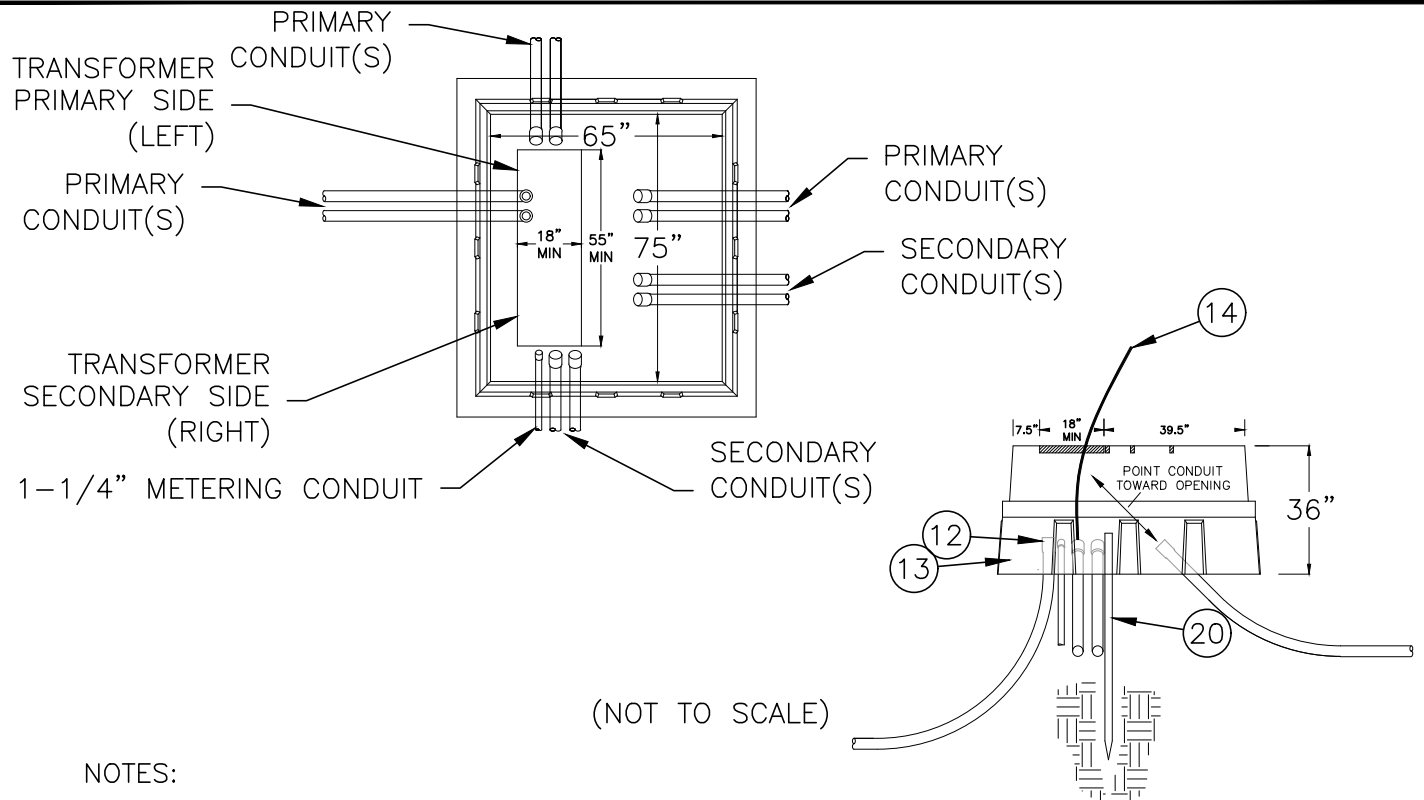 PRIMARY
CONDUIT(S)
TRANSFORMER
PRIMARY SIDE
(LEFT)
PRIMARY
CONDUIT(S)
65”
18”
MIN
55”
MIN
75”
PRIMARY
CONDUIT(S)
SECONDARY
CONDUIT(S)
TRANSFORMER
SECONDARY SIDE
(RIGHT)
1-1/4” METERING CONDUIT
SECONDARY
CONDUIT(S)
14
7.5”
18”
MIN
39.5”
POINT CONDUIT
TOWARD OPENING
36”
12
13
20
(NOT TO SCALE)
NOTES: